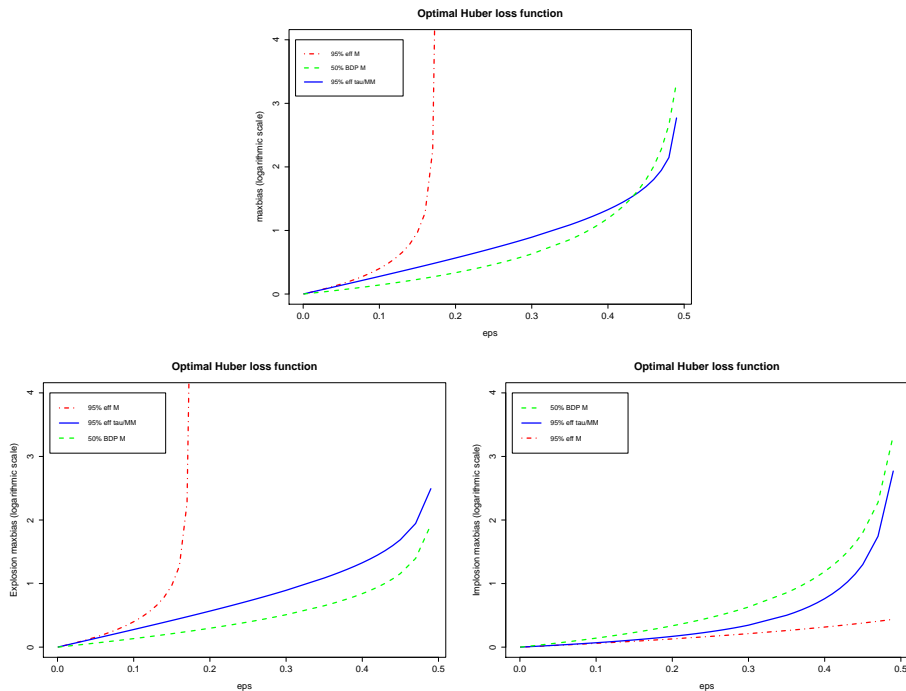 Optimal Huber loss function
maxbias (logarithmic scale)
4
3
2
1
0
95% eff M
50% BDP M
95% eff tau/MM
0.0 0.1 0.2 0.3 0.4 0.5
eps
Optimal Huber loss function
Explosion maxbias (logarithmic scale)
4
3
2
1
0
95% eff M
95% eff tau/MM
50% BDP M
0.0 0.1 0.2 0.3 0.4 0.5
eps
Optimal Huber loss function
Implosion maxbias (logarithmic scale)
4
3
2
1
0
50% BDP M
95% eff tau/MM
95% eff M
0.0 0.1 0.2 0.3 0.4 0.5
eps